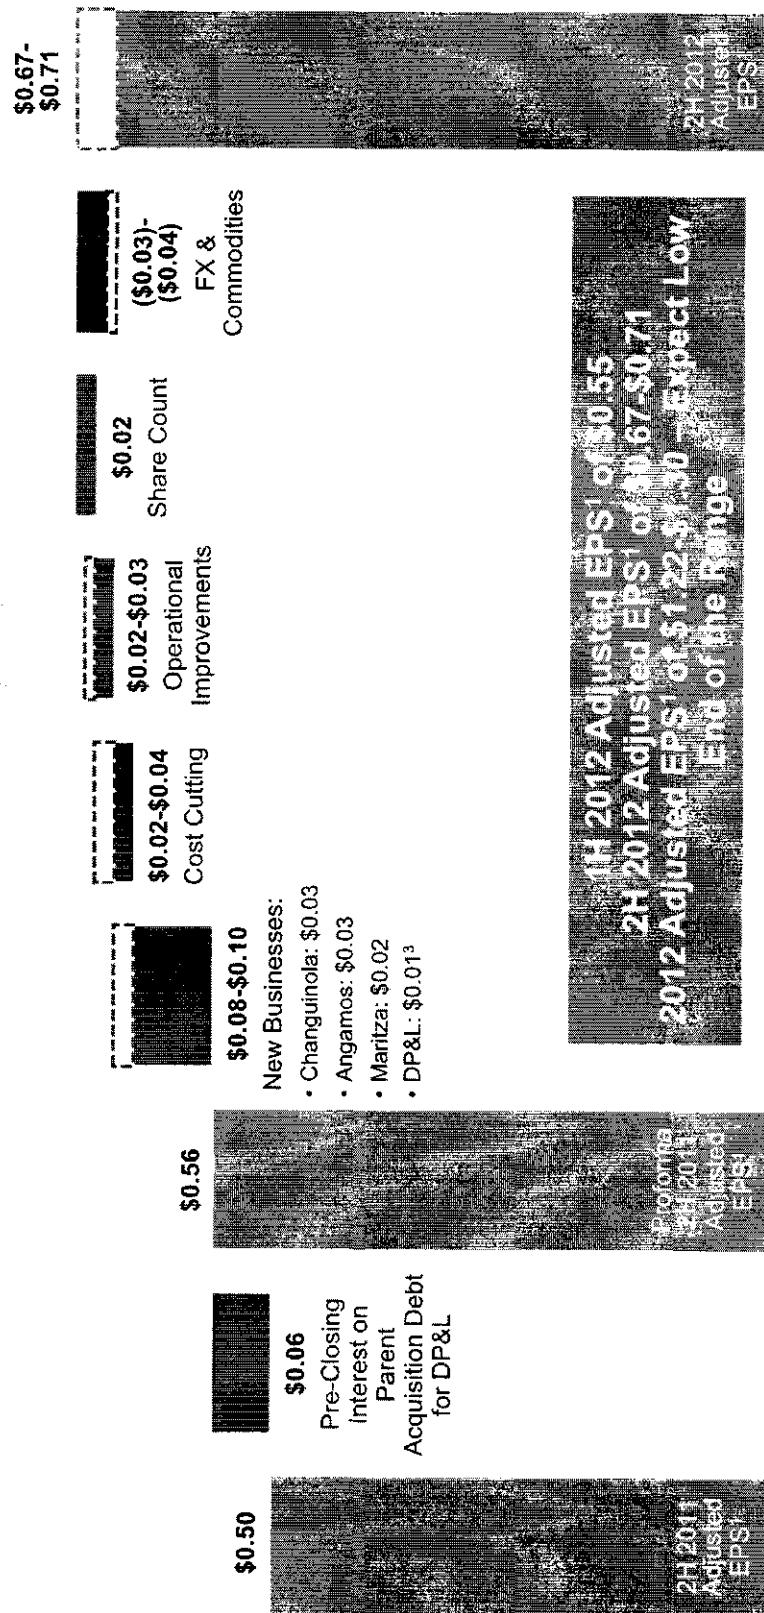 $0.50
2H 2011
Adjusted
EPS¹
$0.06
Pre-Closing
Interest on
Parent
Acquisition Debt
for DP&L
$0.56
Proforma
2H 2011
Adjusted
EPS¹
$0.08-$0.10
New Businesses:
• Changuinola: $0.03
• Angamos: $0.03
• Maritza: $0.02
• DP&L: $0.01³
$0.02-$0.04
Cost Cutting
$0.02-$0.03
Operational
Improvements
$0.02
Share Count
($0.03)-
($0.04)
FX &
Commodities
$0.67-
$0.71
2H 2012
Adjusted
EPS¹
1H 2012 Adjusted EPS¹ of $0.55
2H 2012 Adjusted EPS¹ of $0.67-$0.71
2012 Adjusted EPS¹ of $1.22-$1.30 – Expect Low
End of the Range